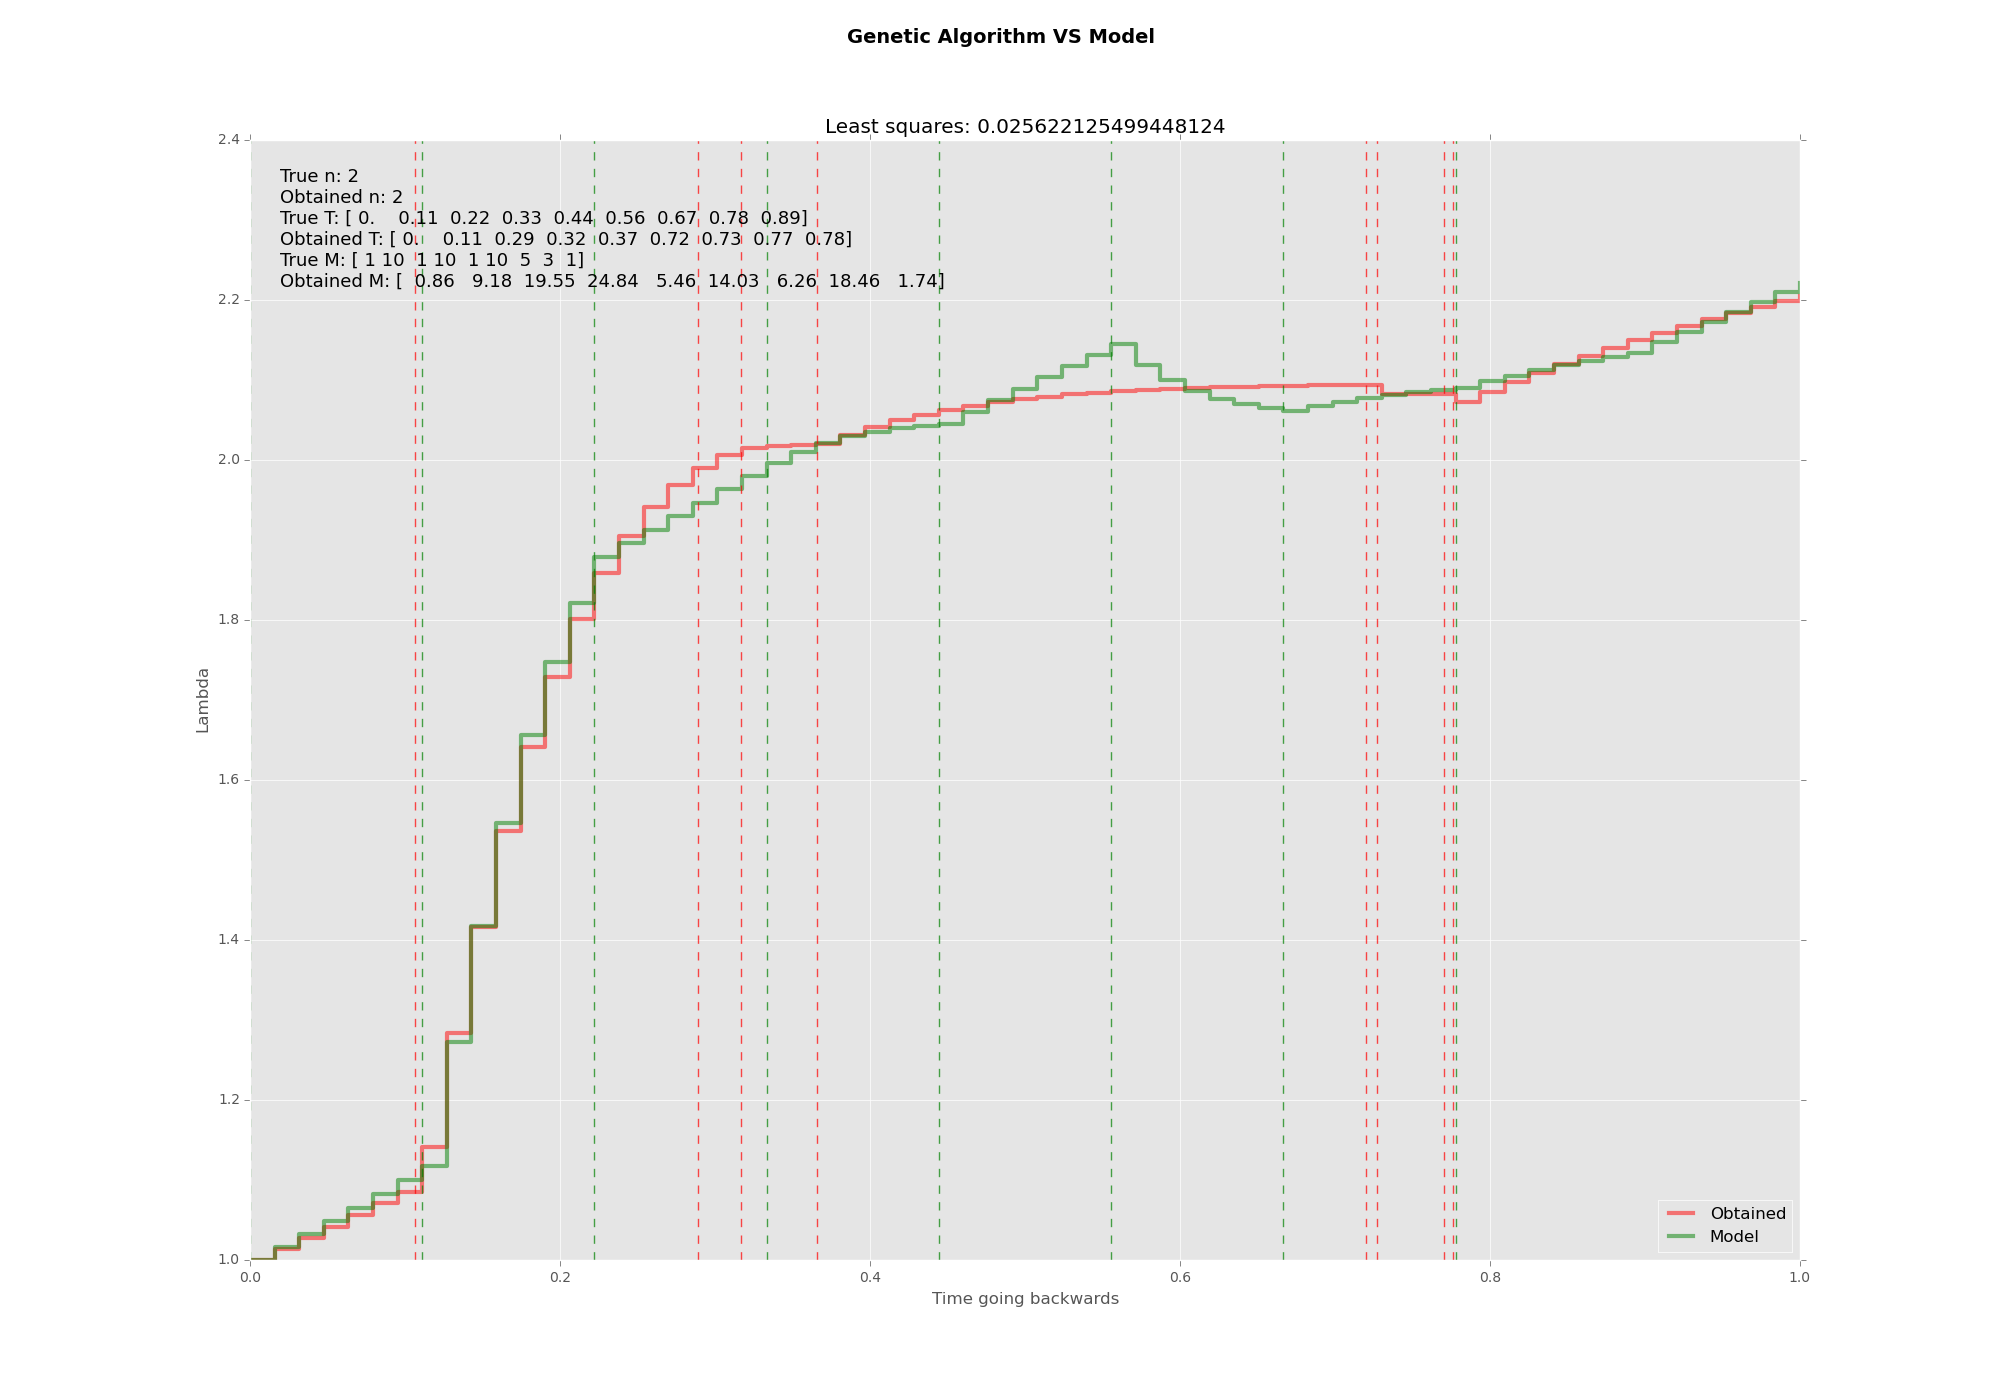 Genetic Algorithm VS Model
Least squares: 0.025622125499448124
2.4
True n: 2
Obtained n: 2
True T: [ 0.    0.11  0.22  0.33  0.44  0.56  0.67  0.78  0.89]
Obtained T: [ 0.    0.11  0.29  0.32  0.37  0.72  0.73  0.77  0.78]
True M: [ 1 10  1 10  1 10  5  3  1]
Obtained M: [  0.86   9.18  19.55  24.84   5.46  14.03   6.26  18.46   1.74]
2.2
2.0
1.8
Lambda
1.6
1.4
1.2
Obtained
Model
1.0
0.0 0.2 0.4 0.6 0.8 1.0
Time going backwards